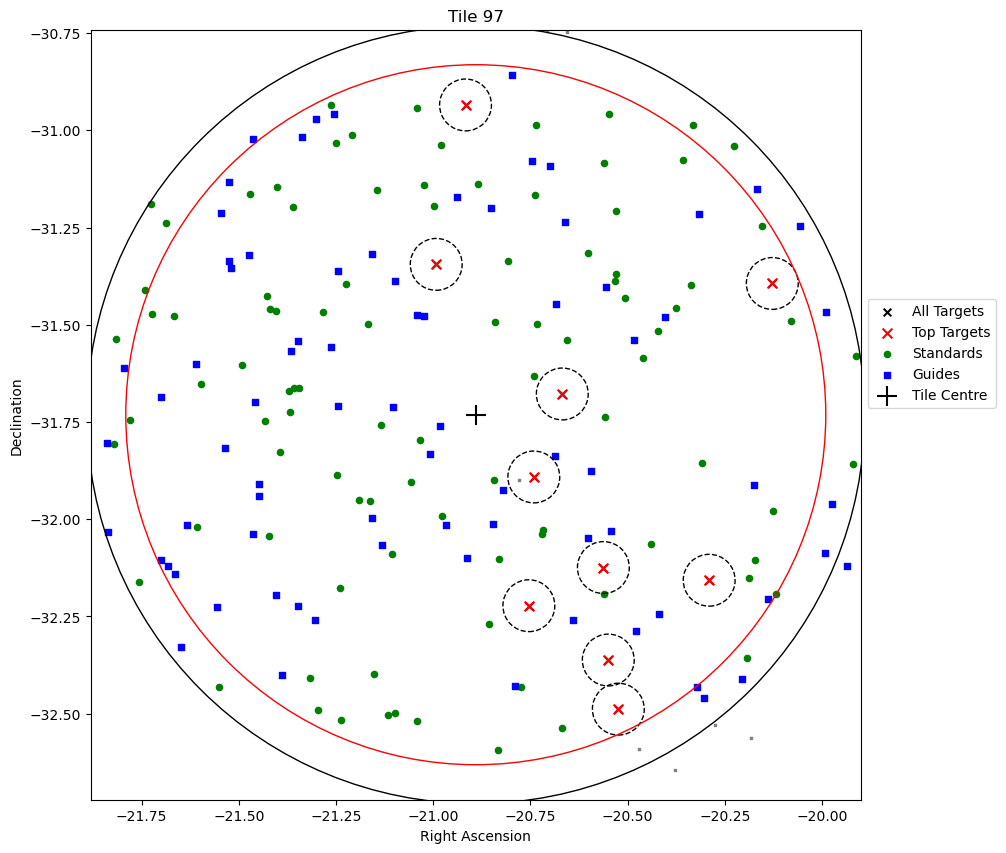 Tile 97
−30.75
−31.00
−31.25
−31.50
−31.75
−32.00
−32.25
−32.50
Declination
−21.75
−21.50
−21.25
−21.00
−20.75
−20.50
−20.25
−20.00
Right Ascension
All Targets
Top Targets
Standards
Guides
Tile Centre